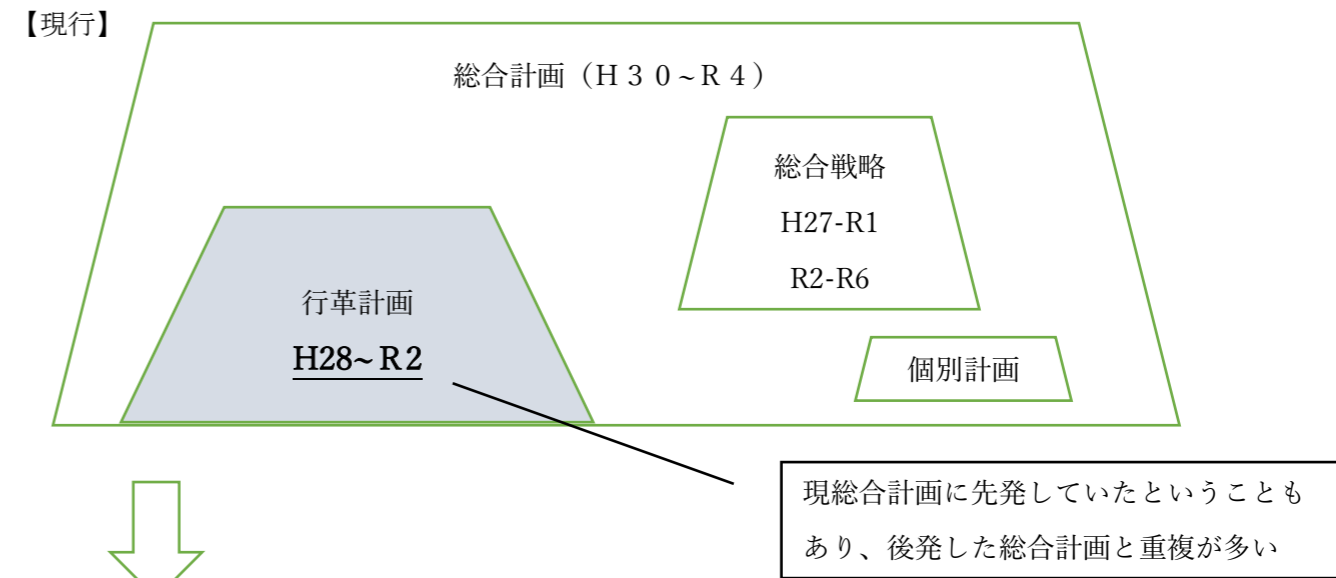 【現行】
総合計画（H３０~R４）
総合戦略
H27-R1
R2-R6
行革計画
H28~R２
個別計画
現総合計画に先発していたということも
あり、後発した総合計画と重複が多い